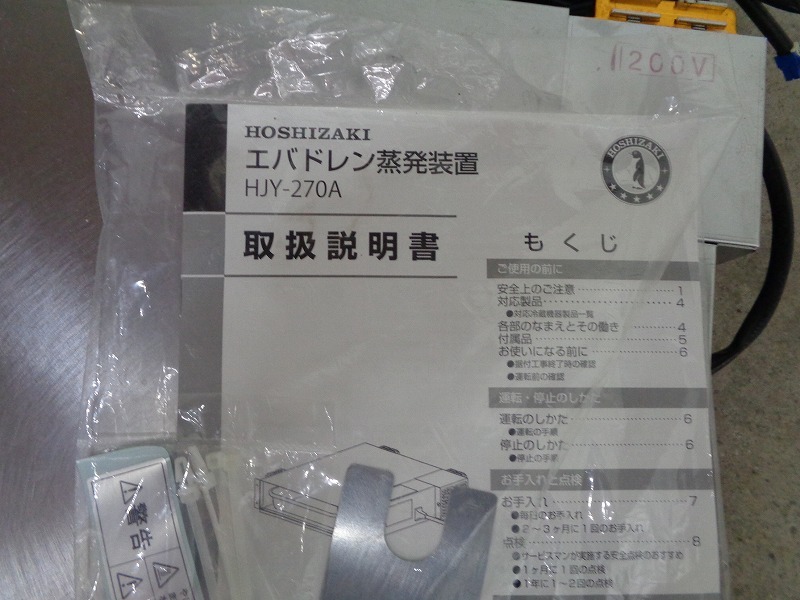 200V
HOSHIZAKI
エバドレン蒸発装置
HJY-270A
HOSHIZAKI
取扱説明書
もくじ
ご使用の前に
安全上のご注意 1
対応製品 4
●対応冷蔵機器製品一覧
各部のなまえとその働き 4
付属品 5
お使いになる前に 6
●据付工事終了時の確認
●運転前の確認
運転・停止のしかた
運転のしかた 6
●運転の手順
停止のしかた 6
●停止の手順
お手入れと点検
お手入れ 7
●毎日のお手入れ
●2～3ヶ月に1回のお手入れ
点検 8
●サービスマンが実施する安全点検のおすすめ
●1ヶ月に1回の点検
●1年に1～2回の点検
警告